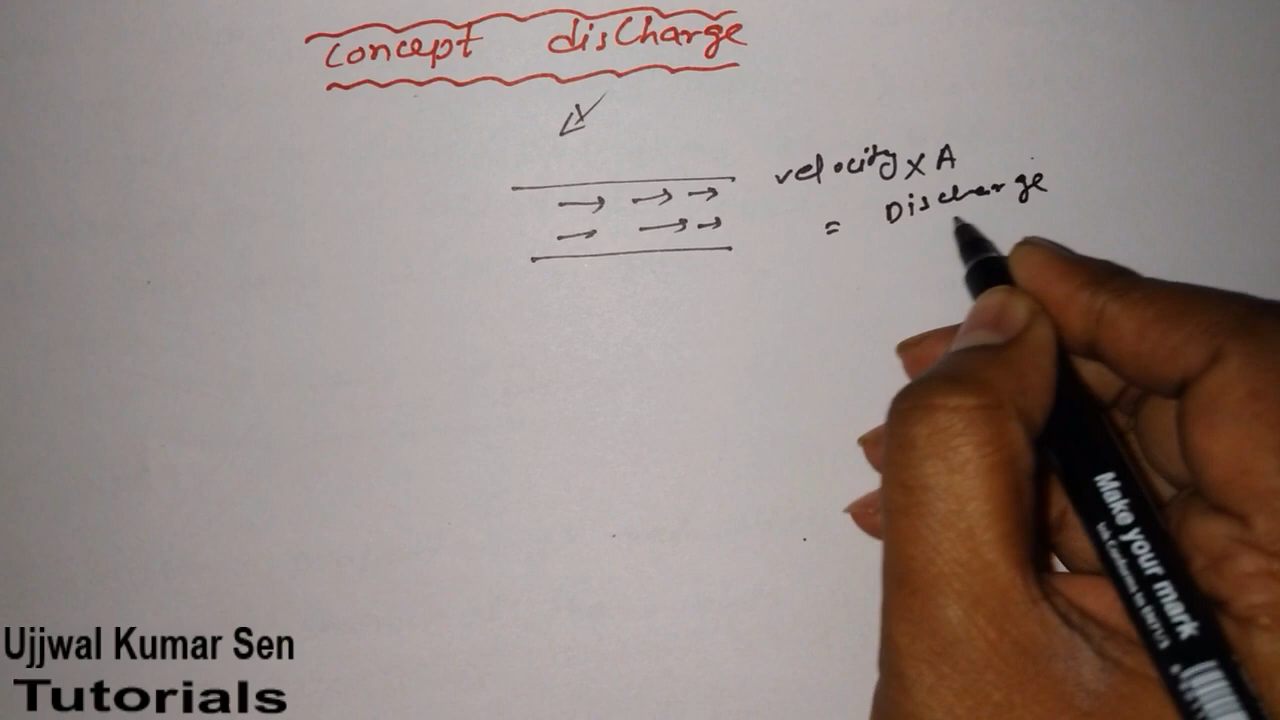 concept disCharge
velocity x A
= Discharge
Make your mark
Ujjwal Kumar Sen
Tutorials